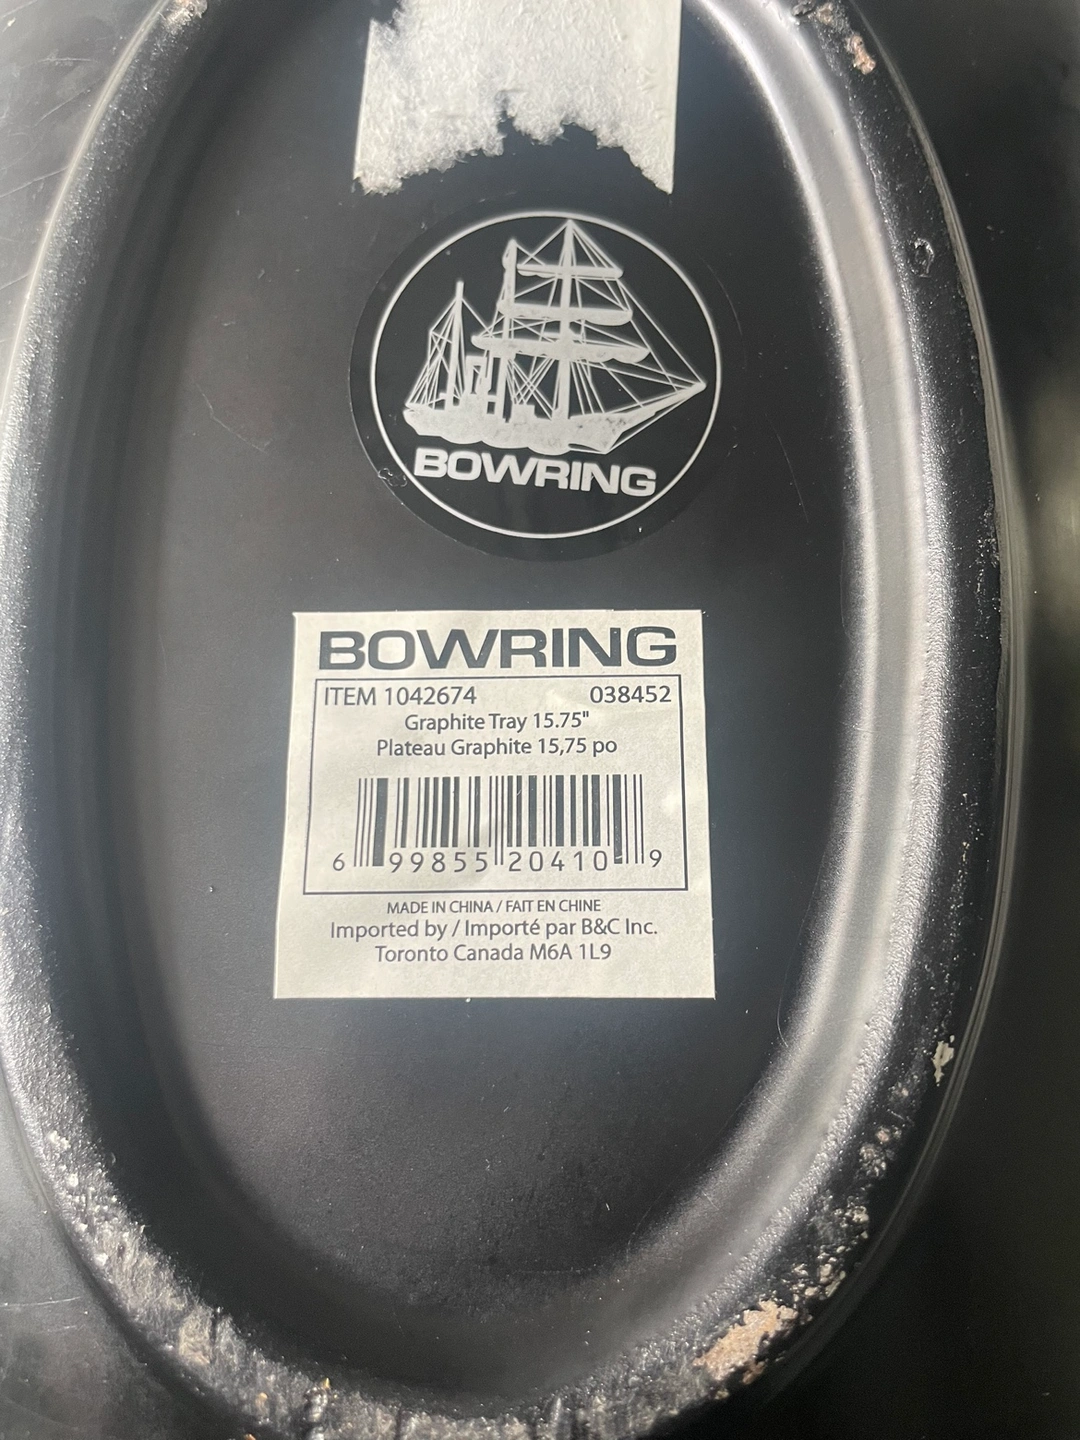 BOWRING
BOWRING
ITEM 1042674 038452
Graphite Tray 15.75"
Plateau Graphite 15,75 po
6 99855 20410 9
MADE IN CHINA / FAIT EN CHINE
Imported by / Importé par B&C Inc.
Toronto Canada M6A 1L9